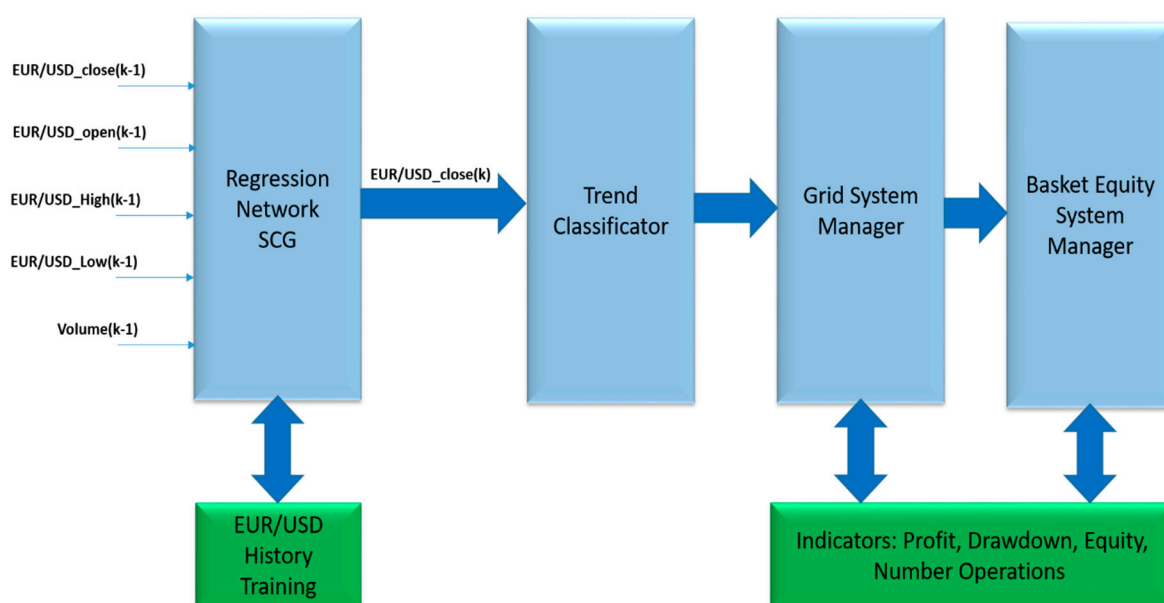 EUR/USD_close(k-1)
EUR/USD_open(k-1)
EUR/USD_High(k-1)
EUR/USD_Low(k-1)
Volume(k-1)
Regression
Network
SCG
EUR/USD_close(k)
Trend
Classificator
Grid System
Manager
Basket Equity
System
Manager
EUR/USD
History
Training
Indicators: Profit, Drawdown, Equity,
Number Operations